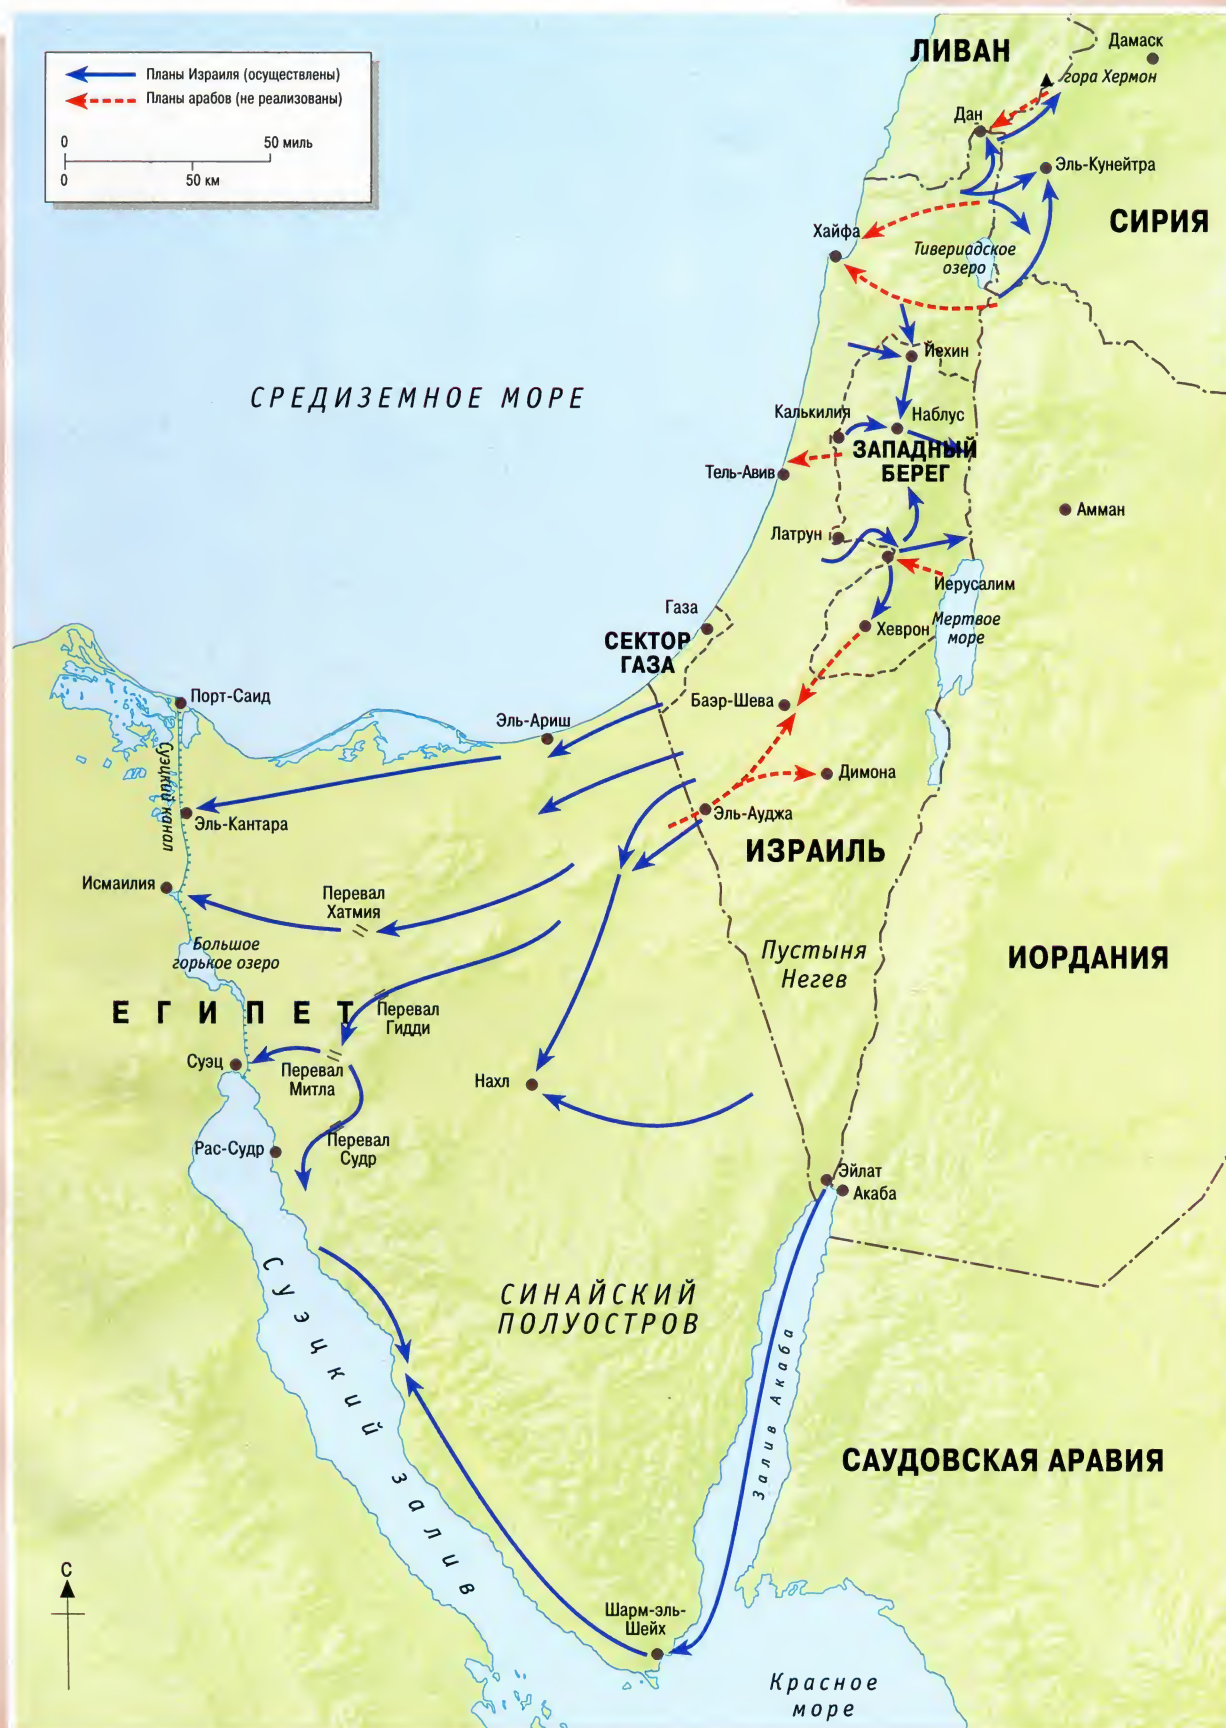 Планы Израиля (осуществлены)
Планы арабов (не реализованы)
0
50 миль
0
50 км
ЛИВАН
Дамаск
гора Хермон
Дан
Эль-Кунейтра
СИРИЯ
Хайфа
Тивериадское
озеро
Йехин
СРЕДИЗЕМНОЕ МОРЕ
Калькилия
Наблус
ЗАПАДНЫЙ
БЕРЕГ
Тель-Авив
Амман
Латрун
Иерусалим
Газа
СЕКТОР
ГАЗА
Хеврон
Мертвое
море
Порт-Саид
Баэр-Шева
Эль-Ариш
Суэцкий канал
Димона
Эль-Кантара
Эль-Ауджа
ИЗРАИЛЬ
Исмаилия
Перевал
Хатмия
Большое
горькое озеро
Пустыня
Негев
ИОРДАНИЯ
ЕГИПЕТ
Перевал
Гидди
Суэц
Перевал
Митла
Нахл
Рас-Судр
Перевал
Судр
Эйлат
Акаба
Суэцкий залив
СИНАЙСКИЙ
ПОЛУОСТРОВ
Залив Акаба
САУДОВСКАЯ АРАВИЯ
С
Шарм-эль-
Шейх
Красное
море